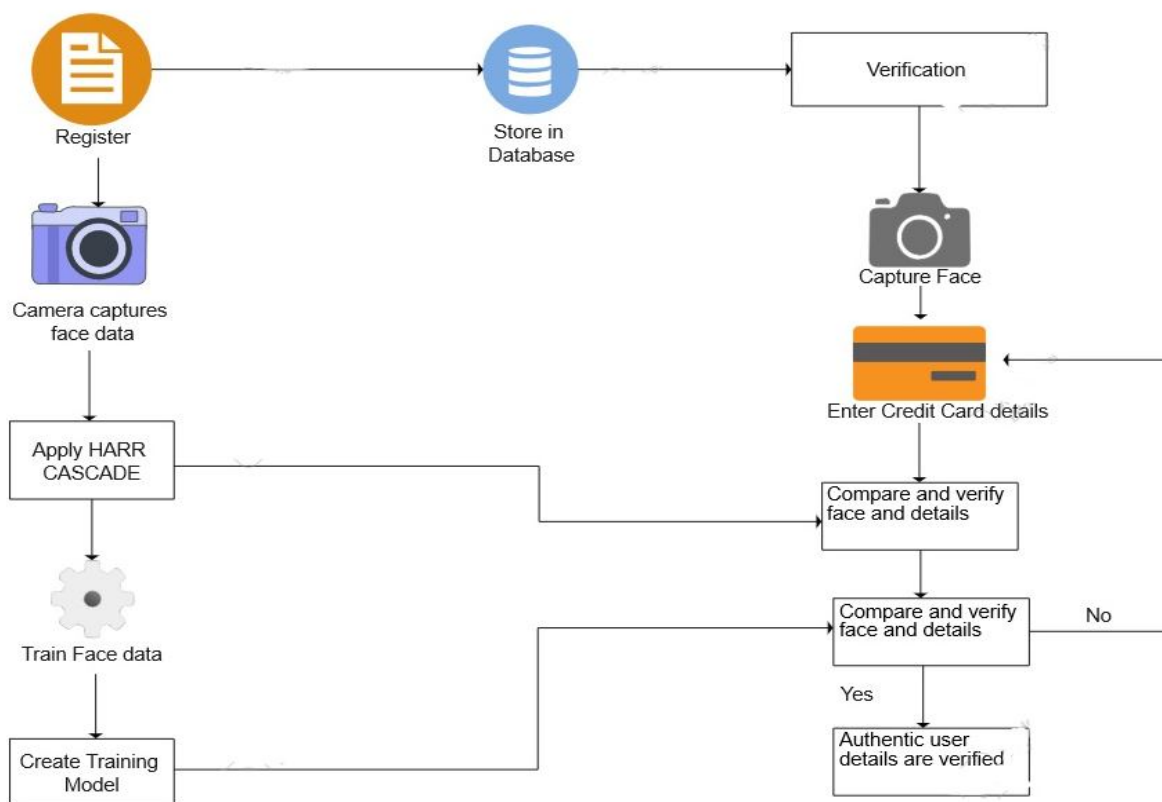 Register
Store in
Database
Verification
Camera captures
face data
Capture Face
Enter Credit Card details
Apply HARR
CASCADE
Compare and verify
face and details
Train Face data
Compare and verify
face and details
No
Yes
Create Training
Model
Authentic user
details are verified